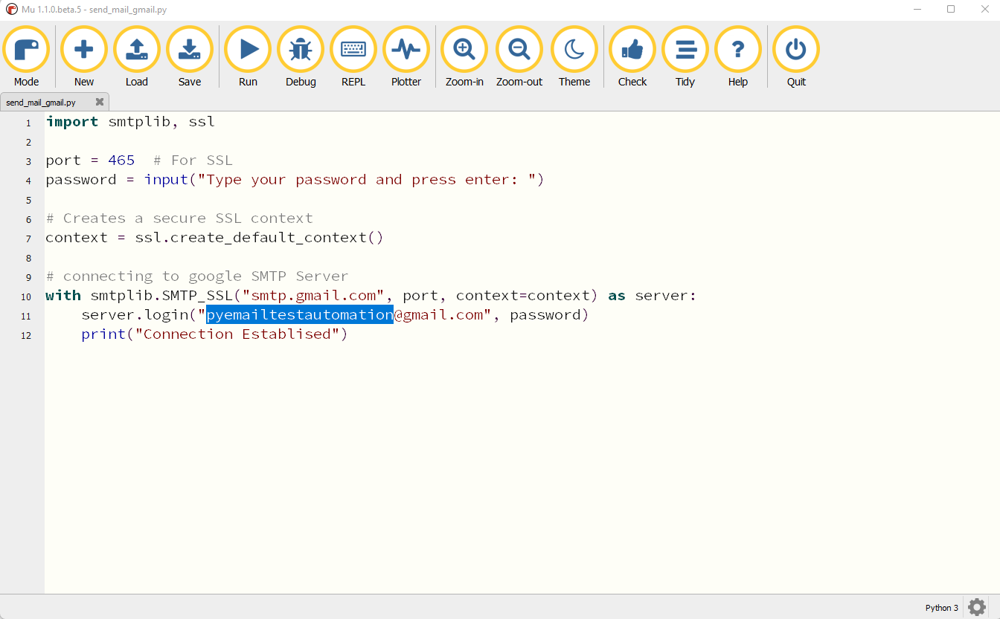 Mu 1.1.0.beta.5 - send_mail_gmail.py
Mode New Load Save Run Debug REPL Plotter Zoom-in Zoom-out Theme Check Tidy Help Quit
send_mail_gmail.py
1 import smtplib, ssl
2
3 port = 465  # For SSL
4 password = input("Type your password and press enter: ")
5
6 # Creates a secure SSL context
7 context = ssl.create_default_context()
8
9 # connecting to google SMTP Server
10 with smtplib.SMTP_SSL("smtp.gmail.com", port, context=context) as server:
11     server.login("pyemailtestautomation@gmail.com", password)
12     print("Connection Establised")
Python 3